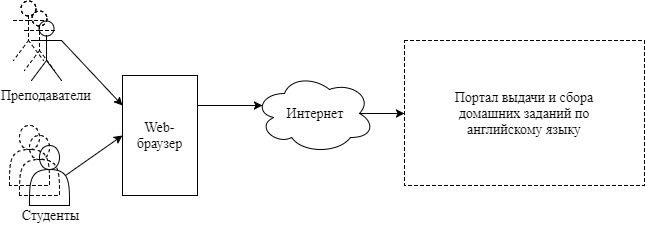 Преподаватели
Студенты
Web-
браузер
Интернет
Портал выдачи и сбора
домашних заданий по
английскому языку